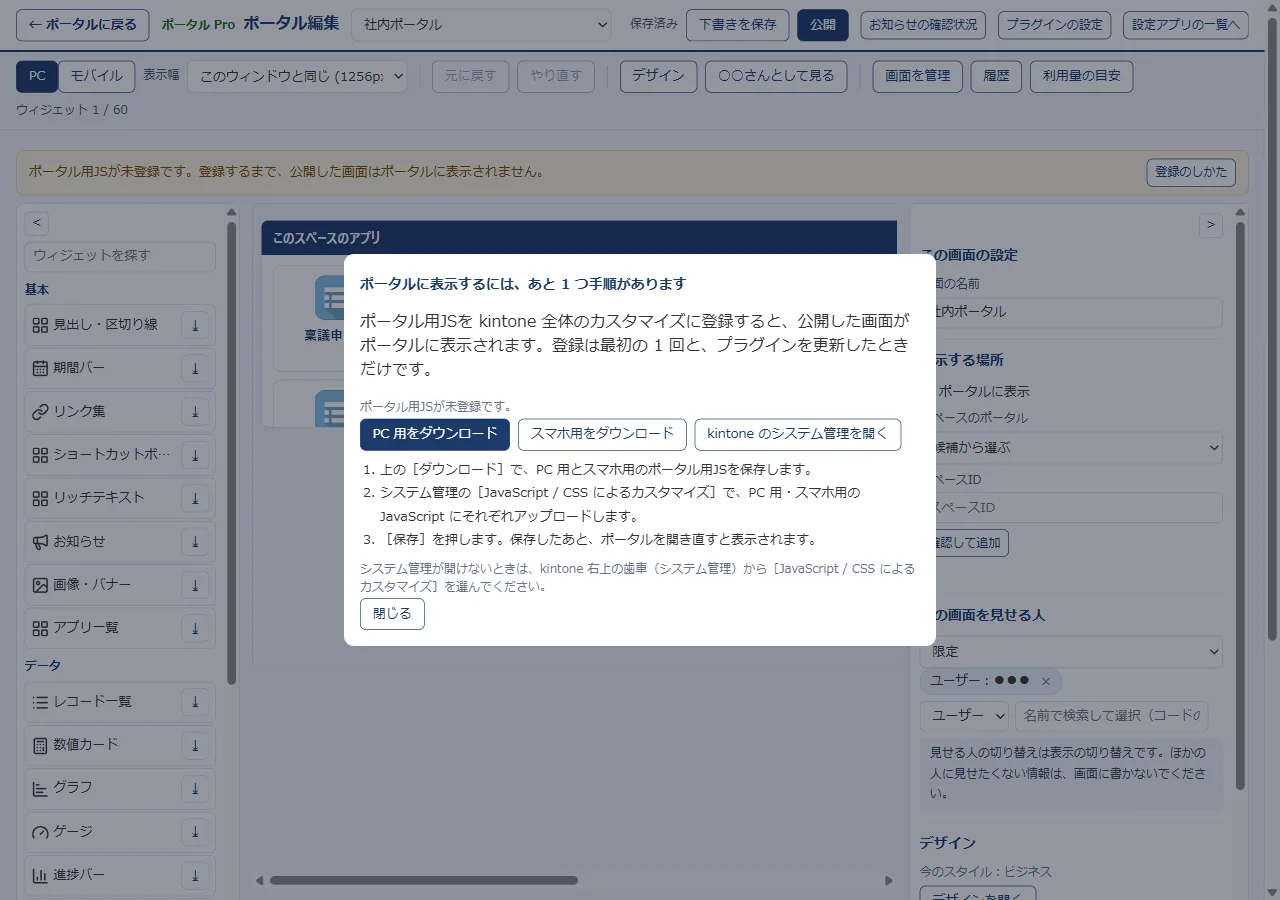 ← ポータルに戻る
ポータル Pro
ポータル編集
社内ポータル
保存済み
下書きを保存
公開
お知らせの確認状況
プラグインの設定
設定アプリの一覧へ
PC
モバイル
表示幅
このウィンドウと同じ (1256p
元に戻す
やり直す
デザイン
〇〇さんとして見る
画面を管理
履歴
利用量の目安
ウィジェット 1 / 60
ポータル用JSが未登録です。登録するまで、公開した画面はポータルに表示されません。
登録のしかた
<
ウィジェットを探す
基本
見出し・区切り線
期間バー
リンク集
ショートカットボ…
リッチテキスト
お知らせ
画像・バナー
アプリ一覧
データ
レコード一覧
数値カード
グラフ
ゲージ
進捗バー
このスペースのアプリ
稟議申
ポータルに表示するには、あと 1 つ手順があります
ポータル用JSを kintone 全体のカスタマイズに登録すると、公開した画面が
ポータルに表示されます。登録は最初の 1 回と、プラグインを更新したとき
だけです。
ポータル用JSが未登録です。
PC 用をダウンロード
スマホ用をダウンロード
kintone のシステム管理を開く
1. 上の［ダウンロード］で、PC 用とスマホ用のポータル用JSを保存します。
2. システム管理の［JavaScript / CSS によるカスタマイズ］で、PC 用・スマホ用の
JavaScript にそれぞれアップロードします。
3. ［保存］を押します。保存したあと、ポータルを開き直すと表示されます。
システム管理が開けないときは、kintone 右上の歯車（システム管理）から［JavaScript / CSS による
カスタマイズ］を選んでください。
閉じる
>
この画面の設定
面の名前
社内ポータル
示する場所
ポータルに表示
ペースのポータル
候補から選ぶ
ペースID
スペースID
確認して追加
の画面を見せる人
限定
ユーザー：●●● ×
ユーザー
名前で検索して選択（コードの
見せる人の切り替えは表示の切り替えです。ほかの
人に見せたくない情報は、画面に書かないでくださ
い。
デザイン
今のスタイル：ビジネス
デザインを開く